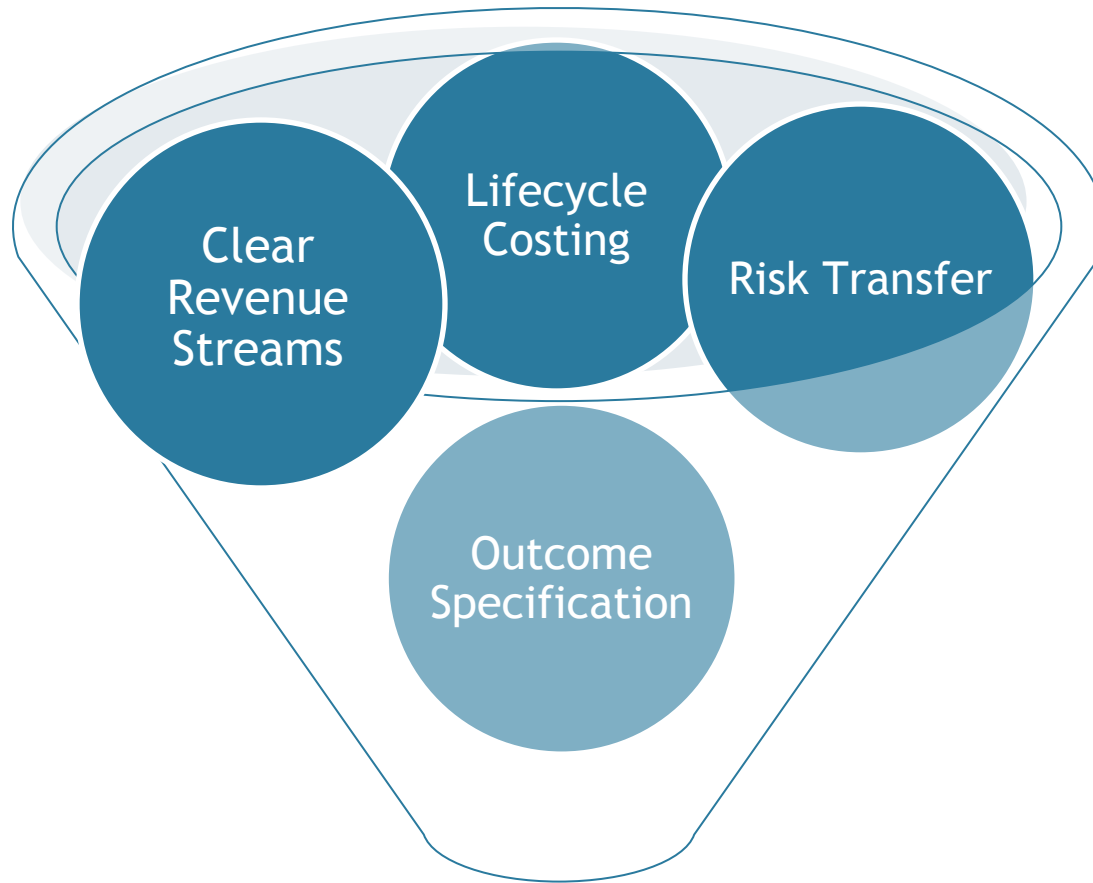 Lifecycle
Costing
Clear
Revenue
Streams
Risk Transfer
Outcome
Specification